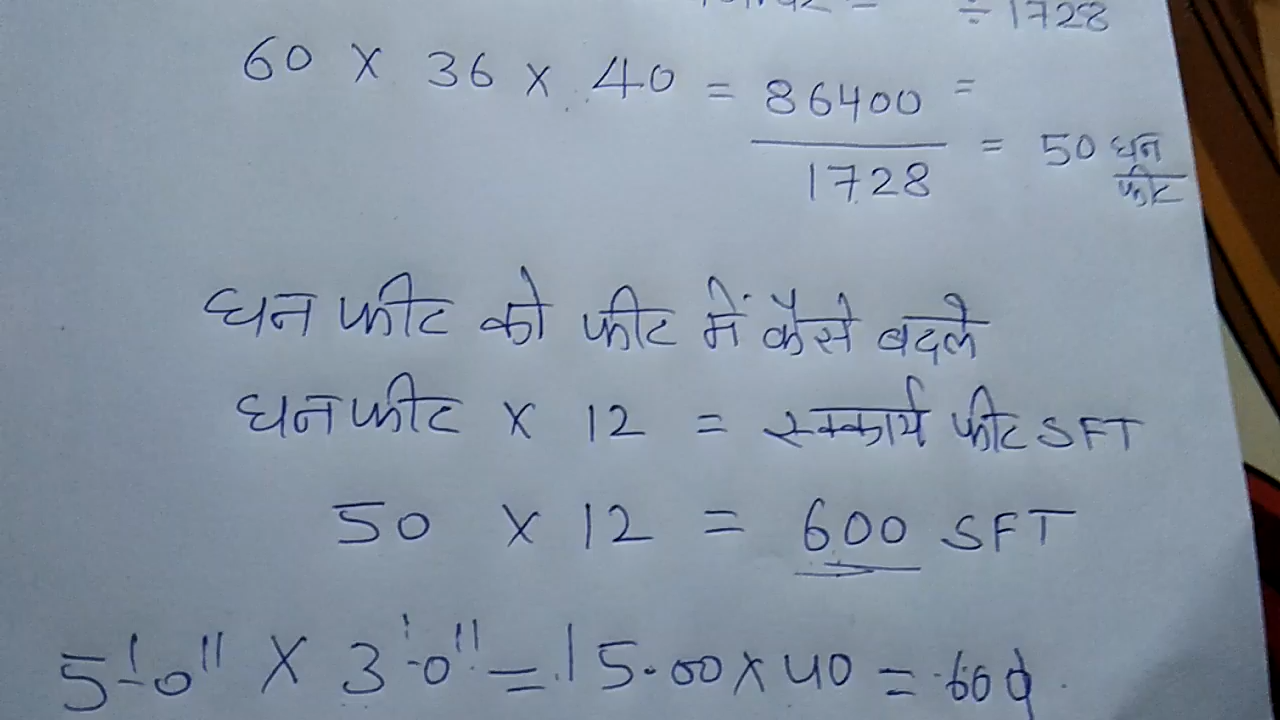 ÷ 1728
60 × 36 × 40 = 86400 =
1728 = 50 घन फीट
घन फीट को फीट में कैसे बदले
घन फीट × 12 = स्क्कायॅ फीट SFT
50 × 12 = 600 SFT
5'-0" × 3'-0" = 15.00 × 40 = 600